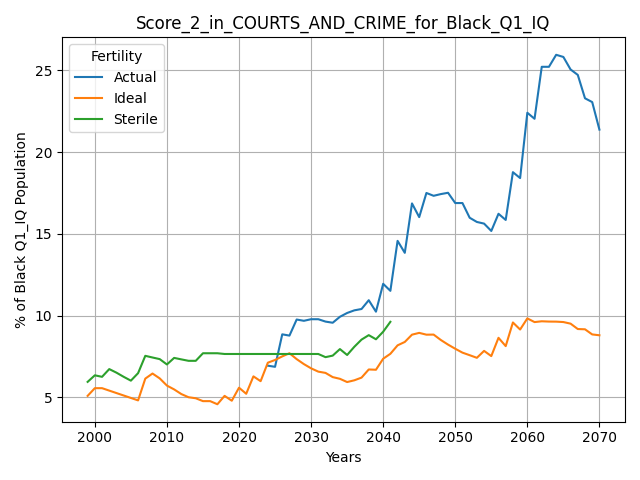 Score_2_in_COURTS_AND_CRIME_for_Black_Q1_IQ
Fertility
Actual
Ideal
Sterile
% of Black Q1_IQ Population
25
20
15
10
5
2000 2010 2020 2030 2040 2050 2060 2070
Years